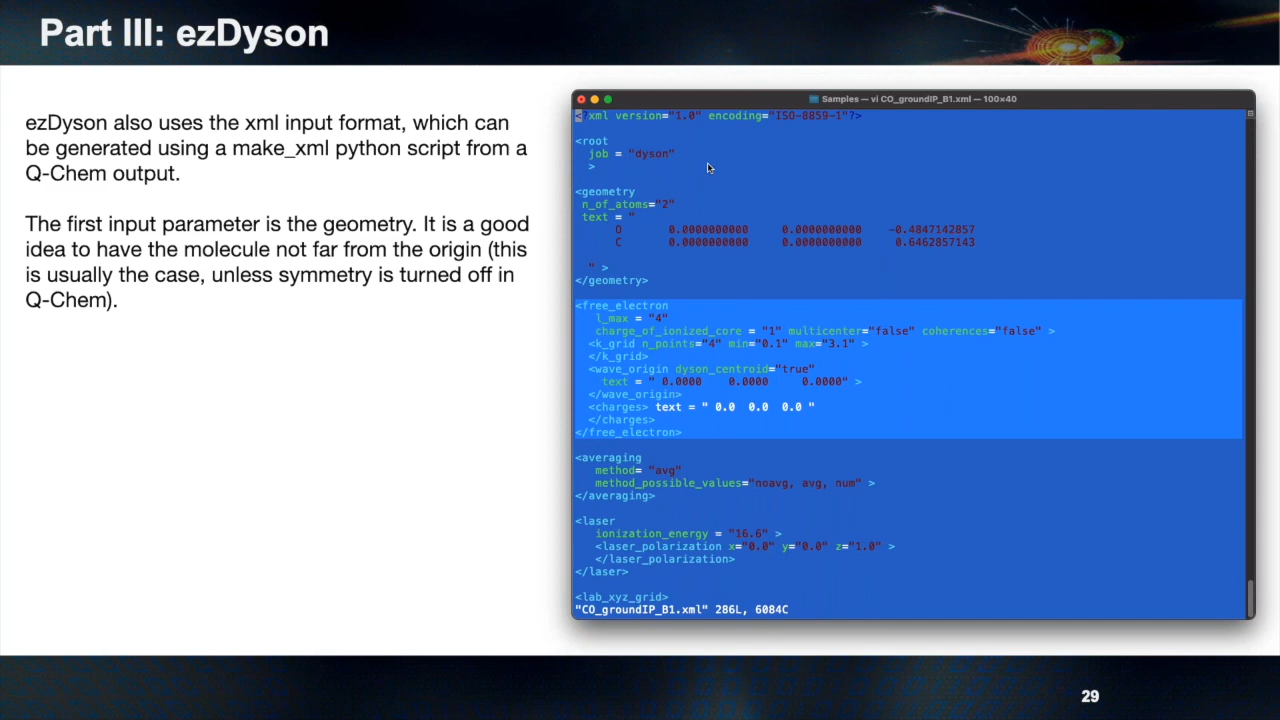 Part III: ezDyson
ezDyson also uses the xml input format, which can
be generated using a make_xml python script from a
Q-Chem output.
The first input parameter is the geometry. It is a good
idea to have the molecule not far from the origin (this
is usually the case, unless symmetry is turned off in
Q-Chem).
Samples — vi CO_groundIP_B1.xml — 100×40
<?xml version="1.0" encoding="ISO-8859-1"?>
<root
job = "dyson"
>
<geometry
n_of_atoms="2"
text = "
O 0.0000000000 0.0000000000 -0.4847142857
C 0.0000000000 0.0000000000 0.6462857143
" >
</geometry>
<free_electron
l_max = "4"
charge_of_ionized_core = "1" multicenter="false" coherences="false" >
<k_grid n_points="4" min="0.1" max="3.1" >
</k_grid>
<wave_origin dyson_centroid="true"
text = " 0.0000 0.0000 0.0000" >
</wave_origin>
<charges> text = " 0.0 0.0 0.0 "
</charges>
</free_electron>
<averaging
method= "avg"
method_possible_values="noavg, avg, num" >
</averaging>
<laser
ionization_energy = "16.6" >
<laser_polarization x="0.0" y="0.0" z="1.0" >
</laser_polarization>
</laser>
<lab_xyz_grid>
"CO_groundIP_B1.xml" 286L, 6084C
29